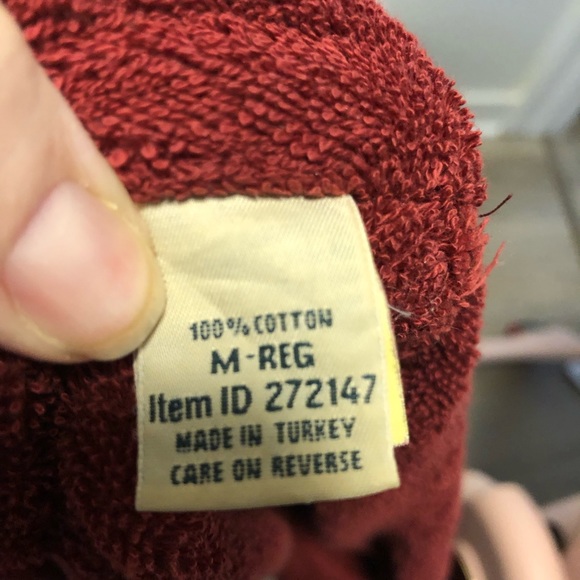 100% COTTON
M-REG
Item ID 272147
MADE IN TURKEY
CARE ON REVERSE